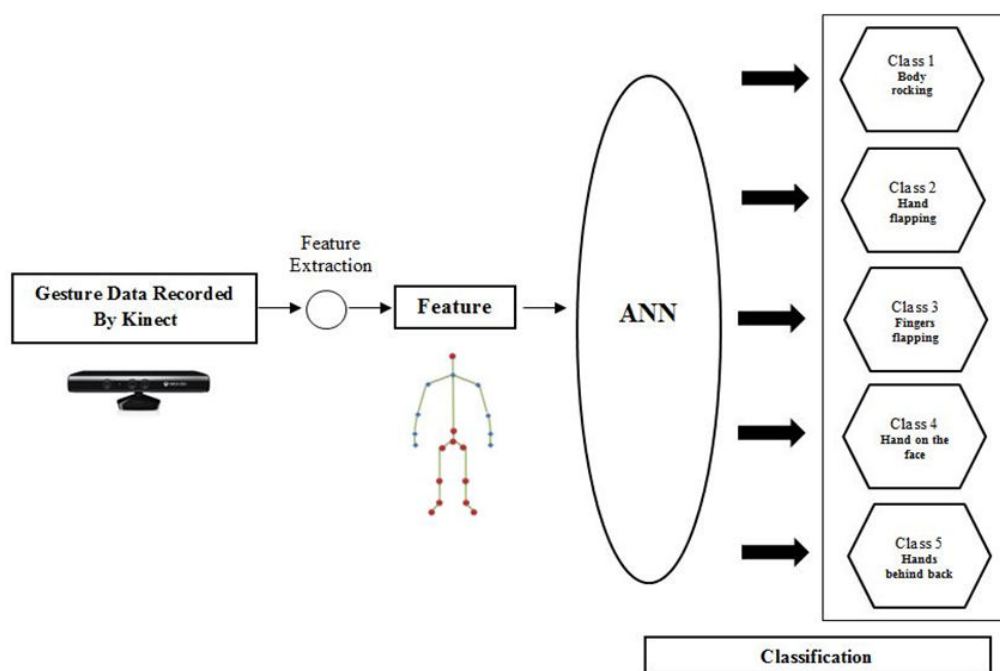 Gesture Data Recorded
By Kinect
Feature
Extraction
Feature
ANN
Class 1
Body
rocking
Class 2
Hand
flapping
Class 3
Fingers
flapping
Class 4
Hand on the
face
Class 5
Hands
behind back
Classification